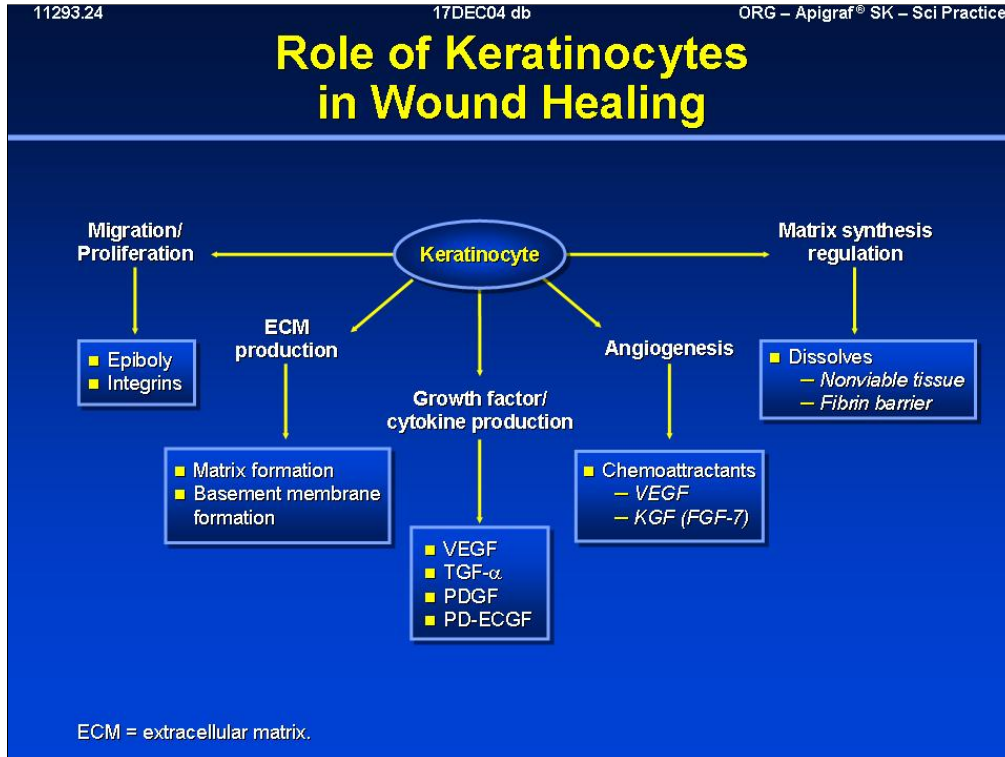 11293.24
17DEC04 db
ORG – Apigraf® SK – Sci Practice
Role of Keratinocytes
in Wound Healing
Keratinocyte
Migration/
Proliferation
■ Epiboly
■ Integrins
ECM
production
■ Matrix formation
■ Basement membrane
formation
Growth factor/
cytokine production
■ VEGF
■ TGF-α
■ PDGF
■ PD-ECGF
Angiogenesis
■ Chemoattractants
– VEGF
– KGF (FGF-7)
Matrix synthesis
regulation
■ Dissolves
– Nonviable tissue
– Fibrin barrier
ECM = extracellular matrix.